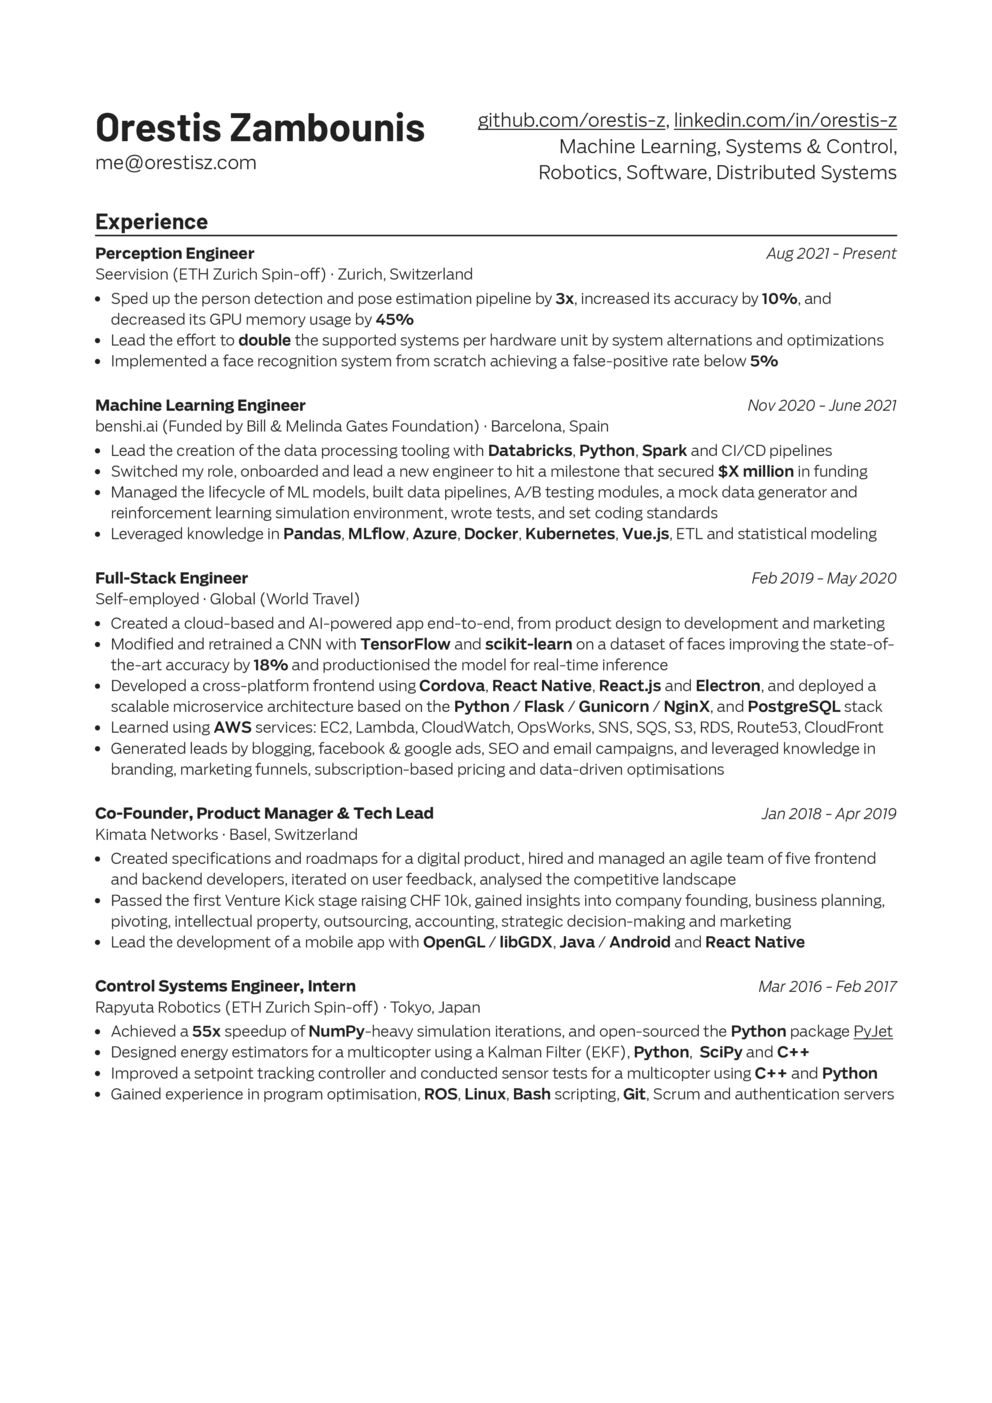 Orestis Zambounis
me@orestisz.com
github.com/orestis-z, linkedin.com/in/orestis-z
Machine Learning, Systems & Control,
Robotics, Software, Distributed Systems
Experience
Perception Engineer Aug 2021 - Present
Seervision (ETH Zurich Spin-off) · Zurich, Switzerland
• Sped up the person detection and pose estimation pipeline by 3x, increased its accuracy by 10%, and
decreased its GPU memory usage by 45%
• Lead the effort to double the supported systems per hardware unit by system alternations and optimizations
• Implemented a face recognition system from scratch achieving a false-positive rate below 5%
Machine Learning Engineer Nov 2020 - June 2021
benshi.ai (Funded by Bill & Melinda Gates Foundation) · Barcelona, Spain
• Lead the creation of the data processing tooling with Databricks, Python, Spark and CI/CD pipelines
• Switched my role, onboarded and lead a new engineer to hit a milestone that secured $X million in funding
• Managed the lifecycle of ML models, built data pipelines, A/B testing modules, a mock data generator and
reinforcement learning simulation environment, wrote tests, and set coding standards
• Leveraged knowledge in Pandas, MLflow, Azure, Docker, Kubernetes, Vue.js, ETL and statistical modeling
Full-Stack Engineer Feb 2019 - May 2020
Self-employed · Global (World Travel)
• Created a cloud-based and AI-powered app end-to-end, from product design to development and marketing
• Modified and retrained a CNN with TensorFlow and scikit-learn on a dataset of faces improving the state-of-
the-art accuracy by 18% and productionised the model for real-time inference
• Developed a cross-platform frontend using Cordova, React Native, React.js and Electron, and deployed a
scalable microservice architecture based on the Python / Flask / Gunicorn / NginX, and PostgreSQL stack
• Learned using AWS services: EC2, Lambda, CloudWatch, OpsWorks, SNS, SQS, S3, RDS, Route53, CloudFront
• Generated leads by blogging, facebook & google ads, SEO and email campaigns, and leveraged knowledge in
branding, marketing funnels, subscription-based pricing and data-driven optimisations
Co-Founder, Product Manager & Tech Lead Jan 2018 - Apr 2019
Kimata Networks · Basel, Switzerland
• Created specifications and roadmaps for a digital product, hired and managed an agile team of five frontend
and backend developers, iterated on user feedback, analysed the competitive landscape
• Passed the first Venture Kick stage raising CHF 10k, gained insights into company founding, business planning,
pivoting, intellectual property, outsourcing, accounting, strategic decision-making and marketing
• Lead the development of a mobile app with OpenGL / libGDX, Java / Android and React Native
Control Systems Engineer, Intern Mar 2016 - Feb 2017
Rapyuta Robotics (ETH Zurich Spin-off) · Tokyo, Japan
• Achieved a 55x speedup of NumPy-heavy simulation iterations, and open-sourced the Python package PyJet
• Designed energy estimators for a multicopter using a Kalman Filter (EKF), Python, SciPy and C++
• Improved a setpoint tracking controller and conducted sensor tests for a multicopter using C++ and Python
• Gained experience in program optimisation, ROS, Linux, Bash scripting, Git, Scrum and authentication servers